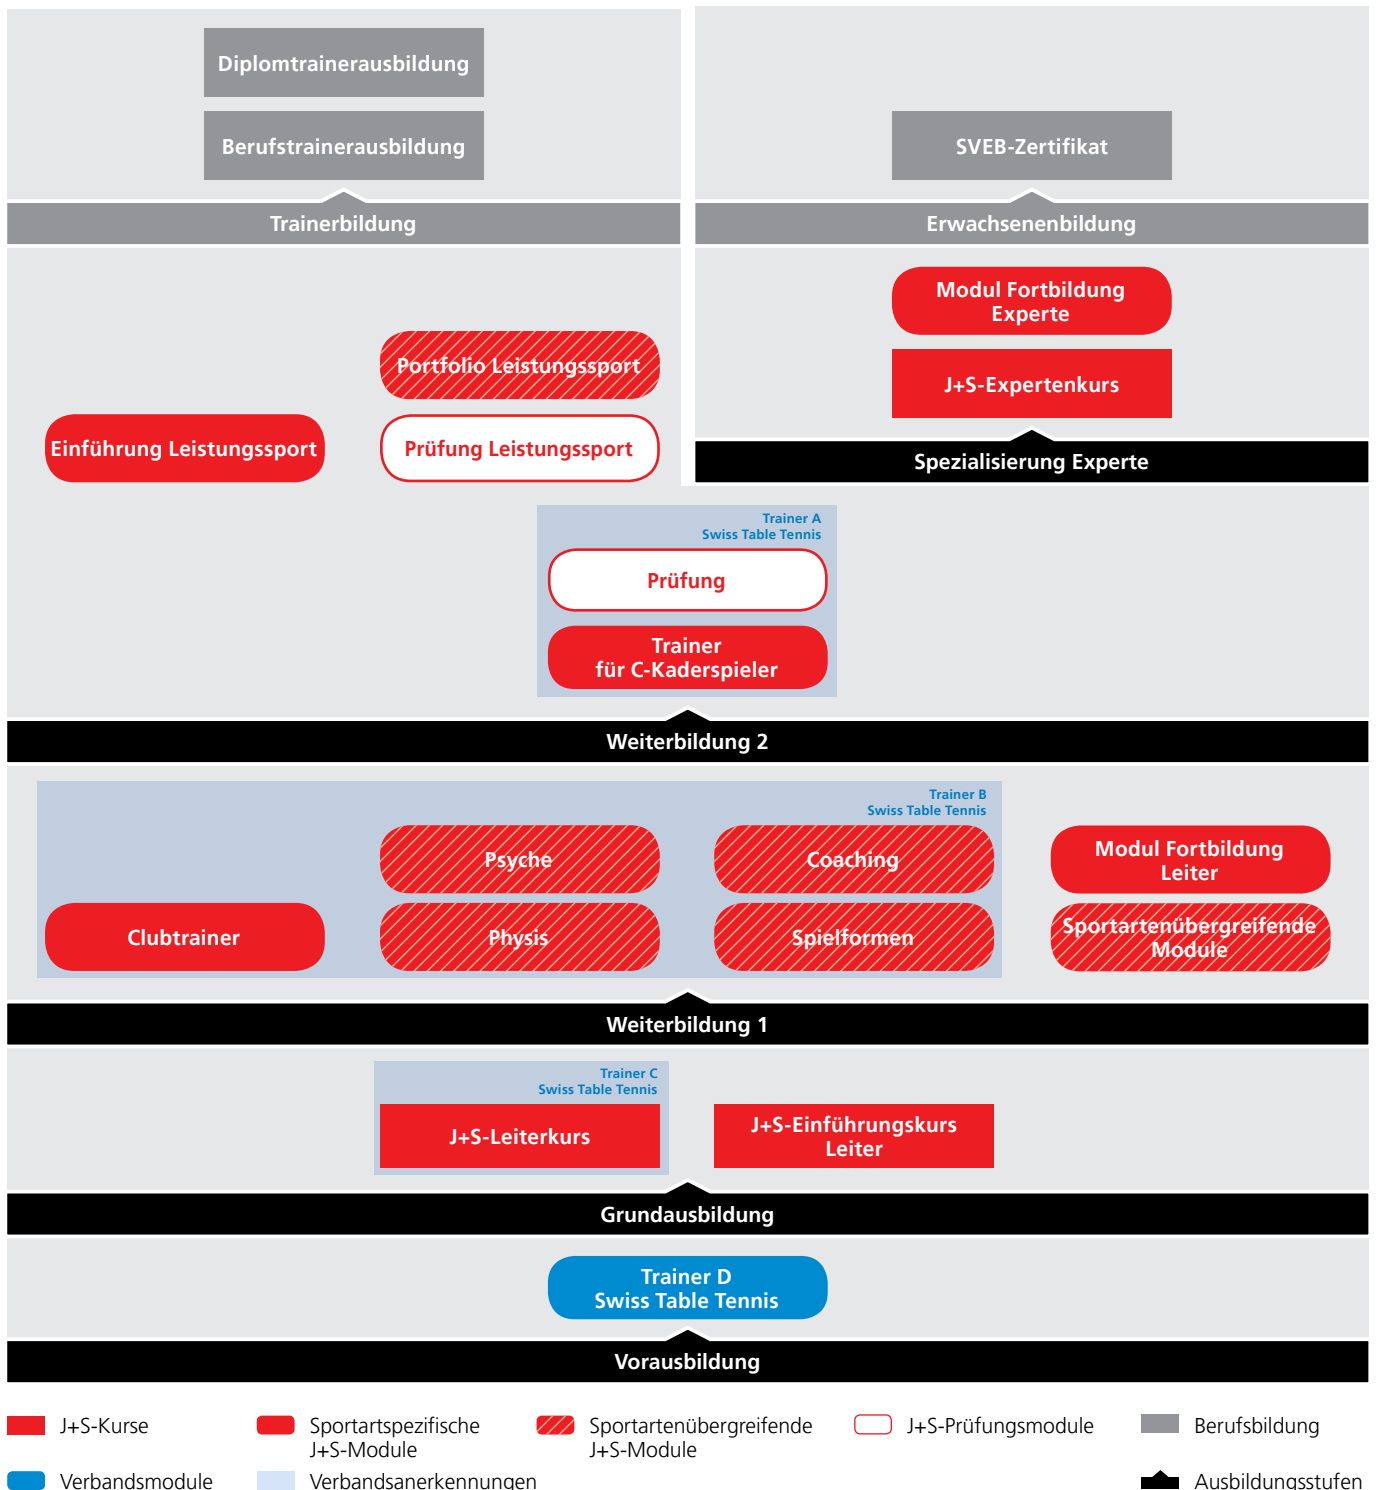 Diplomtrainerausbildung
Berufstrainerausbildung
SVEB-Zertifikat
Trainerbildung
Erwachsenenbildung
Modul Fortbildung
Experte
Portfolio Leistungssport
J+S-Expertenkurs
Einführung Leistungssport
Prüfung Leistungssport
Spezialisierung Experte
Trainer A
Swiss Table Tennis
Prüfung
Trainer
für C-Kaderspieler
Weiterbildung 2
Trainer B
Swiss Table Tennis
Psyche
Coaching
Modul Fortbildung
Leiter
Clubtrainer
Physis
Spielformen
Sportartenübergreifende
Module
Weiterbildung 1
Trainer C
Swiss Table Tennis
J+S-Leiterkurs
J+S-Einführungskurs
Leiter
Grundausbildung
Trainer D
Swiss Table Tennis
Vorausbildung
J+S-Kurse
Sportartspezifische
J+S-Module
Sportartenübergreifende
J+S-Module
J+S-Prüfungsmodule
Berufsbildung
Verbandsmodule
Verbandsanerkennungen
Ausbildungsstufen